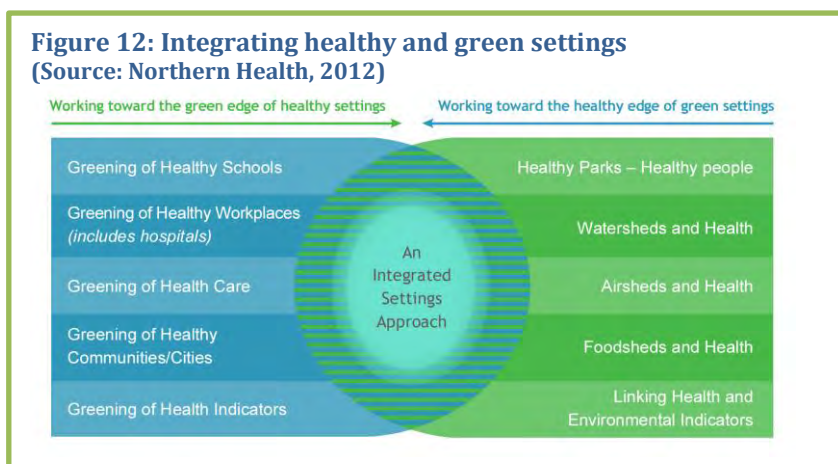 Figure 12: Integrating healthy and green settings
(Source: Northern Health, 2012)
Working toward the green edge of healthy settings
Working toward the healthy edge of green settings
Greening of Healthy Schools
Greening of Healthy Workplaces
(includes hospitals)
Greening of Health Care
Greening of Healthy
Communities/Cities
Greening of Health Indicators
An
Integrated
Settings
Approach
Healthy Parks – Healthy people
Watersheds and Health
Airsheds and Health
Foodsheds and Health
Linking Health and
Environmental Indicators